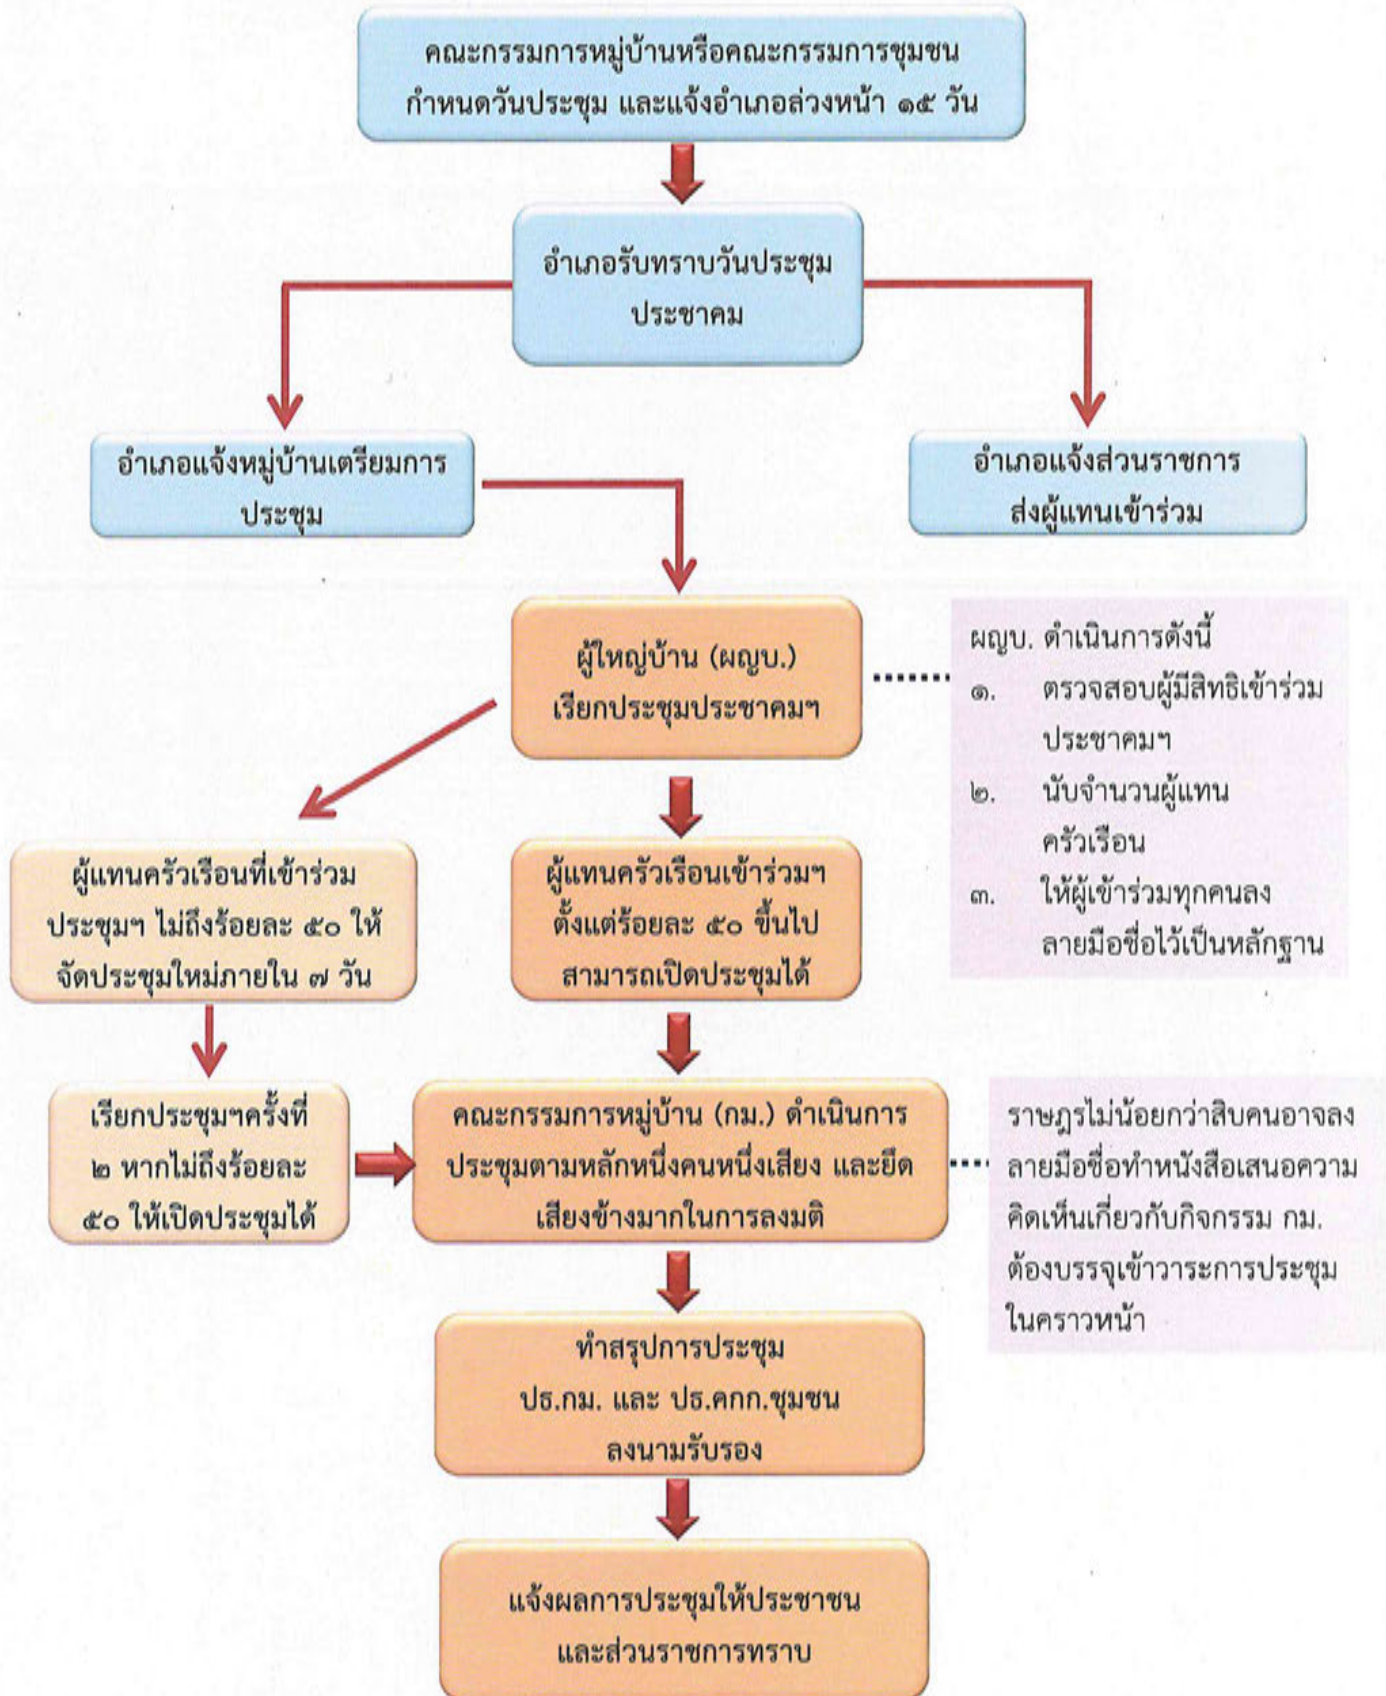 คณะกรรมการหมู่บ้านหรือคณะกรรมการชุมชน
กำหนดวันประชุม และแจ้งอำเภอล่วงหน้า ๑๕ วัน
อำเภอรับทราบวันประชุม
ประชาคม
อำเภอแจ้งหมู่บ้านเตรียมการ
ประชุม
อำเภอแจ้งส่วนราชการ
ส่งผู้แทนเข้าร่วม
ผู้ใหญ่บ้าน (ผญบ.)
เรียกประชุมประชาคมฯ
ผญบ. ดำเนินการดังนี้
๑. ตรวจสอบผู้มีสิทธิเข้าร่วม
ประชาคมฯ
๒. นับจำนวนผู้แทน
ครัวเรือน
๓. ให้ผู้เข้าร่วมทุกคนลง
ลายมือชื่อไว้เป็นหลักฐาน
ผู้แทนครัวเรือนที่เข้าร่วม
ประชุมฯ ไม่ถึงร้อยละ ๕๐ ให้
จัดประชุมใหม่ภายใน ๗ วัน
ผู้แทนครัวเรือนเข้าร่วมฯ
ตั้งแต่ร้อยละ ๕๐ ขึ้นไป
สามารถเปิดประชุมได้
เรียกประชุมฯครั้งที่
๒ หากไม่ถึงร้อยละ
๕๐ ให้เปิดประชุมได้
คณะกรรมการหมู่บ้าน (กม.) ดำเนินการ
ประชุมตามหลักหนึ่งคนหนึ่งเสียง และยึด
เสียงข้างมากในการลงมติ
ราษฎรไม่น้อยกว่าสิบคนอาจลง
ลายมือชื่อทำหนังสือเสนอความ
คิดเห็นเกี่ยวกับกิจกรรม กม.
ต้องบรรจุเข้าวาระการประชุม
ในคราวหน้า
ทำสรุปการประชุม
ปธ.กม. และ ปธ.คกก.ชุมชน
ลงนามรับรอง
แจ้งผลการประชุมให้ประชาชน
และส่วนราชการทราบ